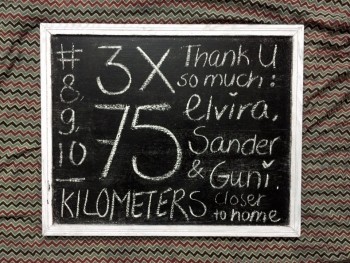 #
8,
9,
10
3X
75
KILOMETERS
Thank U
so much:
elvira,
Sander
& Guni.
closer
to home